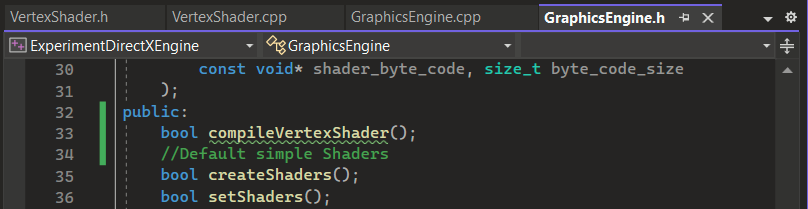 VertexShader.h VertexShader.cpp GraphicsEngine.cpp GraphicsEngine.h
ExperimentDirectXEngine GraphicsEngine
30 const void* shader_byte_code, size_t byte_code_size
31 );
32 public:
33 bool compileVertexShader();
34 //Default simple Shaders
35 bool createShaders();
36 bool setShaders();